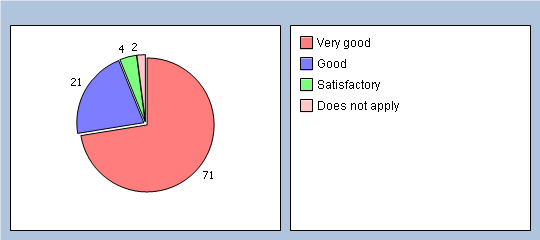 4 2
21
71
Very good
Good
Satisfactory
Does not apply